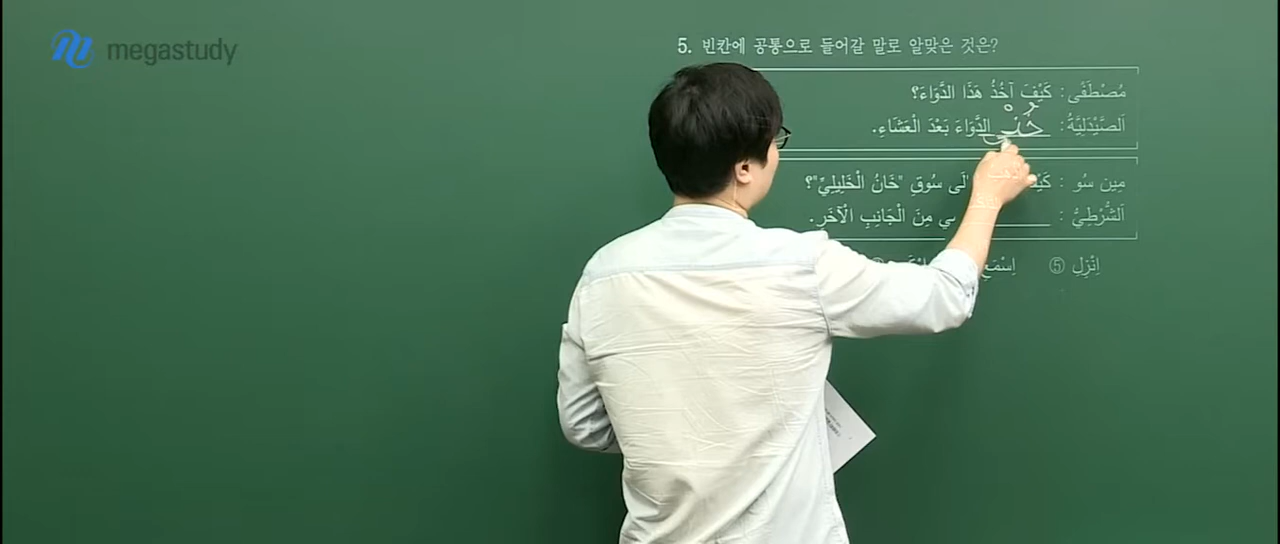 megastudy
5. 빈칸에 공통으로 들어갈 말로 알맞은 것은?
مُصْطَفَى : كَيْفَ آخُذُ هَذَا الدَّوَاءَ؟
اَلصَّيْدَلِيَّةُ : خُذْ الدَّوَاءَ بَعْدَ الْعَشَاءِ.
مِين سُو : سُوقِ "خَانُ الْخَلِيلِيِّ"؟
اَلشُّرْطِيُّ : مِنَ الْجَانِبِ الْآخَرِ.
اِسْمَعِ ⑤ اِنْزِلِ